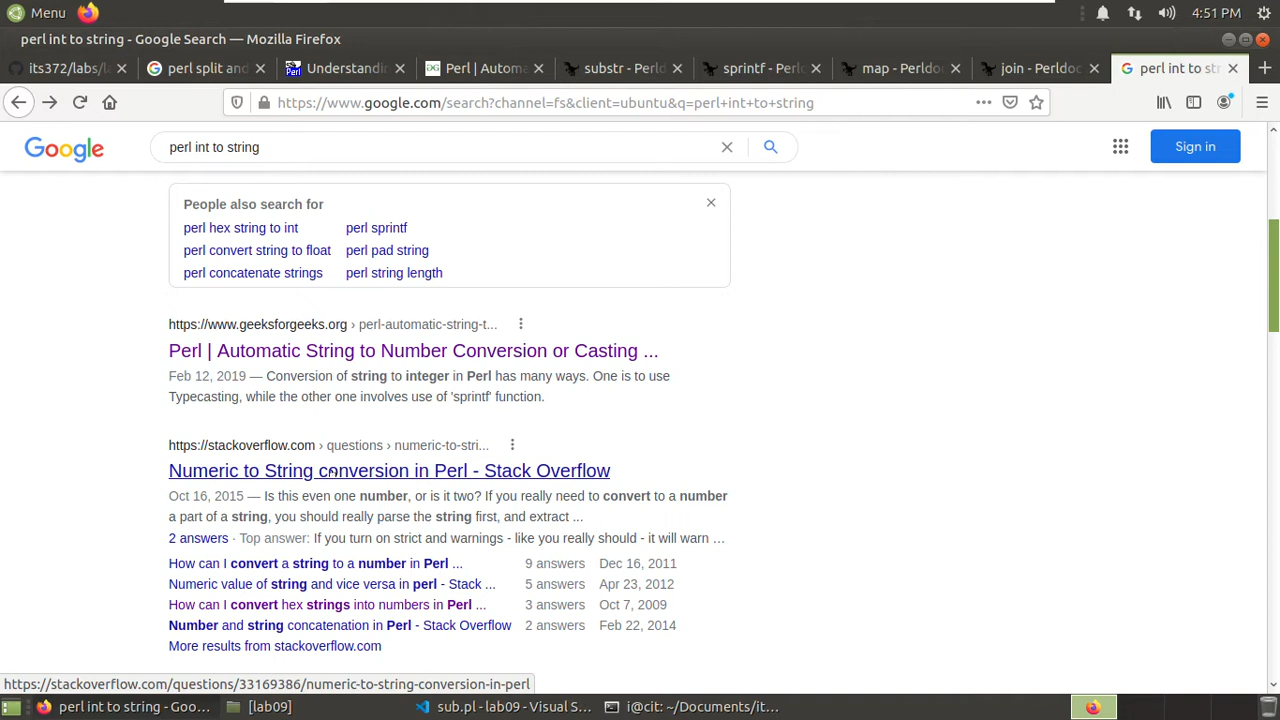 Menu
4:51 PM
perl int to string - Google Search — Mozilla Firefox
its372/labs/l
perl split and
Understandin
Perl | Automa
substr - Perld
sprintf - Perlc
map - Perldoc
join - Perldoc
perl int to str
https://www.google.com/search?channel=fs&client=ubuntu&q=perl+int+to+string
Google
perl int to string
Sign in
People also search for
perl hex string to int
perl sprintf
perl convert string to float
perl pad string
perl concatenate strings
perl string length
https://www.geeksforgeeks.org › perl-automatic-string-t...
Perl | Automatic String to Number Conversion or Casting ...
Feb 12, 2019 — Conversion of string to integer in Perl has many ways. One is to use
Typecasting, while the other one involves use of 'sprintf' function.
https://stackoverflow.com › questions › numeric-to-stri...
Numeric to String conversion in Perl - Stack Overflow
Oct 16, 2015 — Is this even one number, or is it two? If you really need to convert to a number
a part of a string, you should really parse the string first, and extract ...
2 answers · Top answer: If you turn on strict and warnings - like you really should - it will warn …
How can I convert a string to a number in Perl ... 9 answers Dec 16, 2011
Numeric value of string and vice versa in perl - Stack ... 5 answers Apr 23, 2012
How can I convert hex strings into numbers in Perl ... 3 answers Oct 7, 2009
Number and string concatenation in Perl - Stack Overflow 2 answers Feb 22, 2014
More results from stackoverflow.com
https://stackoverflow.com/questions/33169386/numeric-to-string-conversion-in-perl
perl int to string - Goo...
[lab09]
sub.pl - lab09 - Visual S...
i@cit: ~/Documents/it...